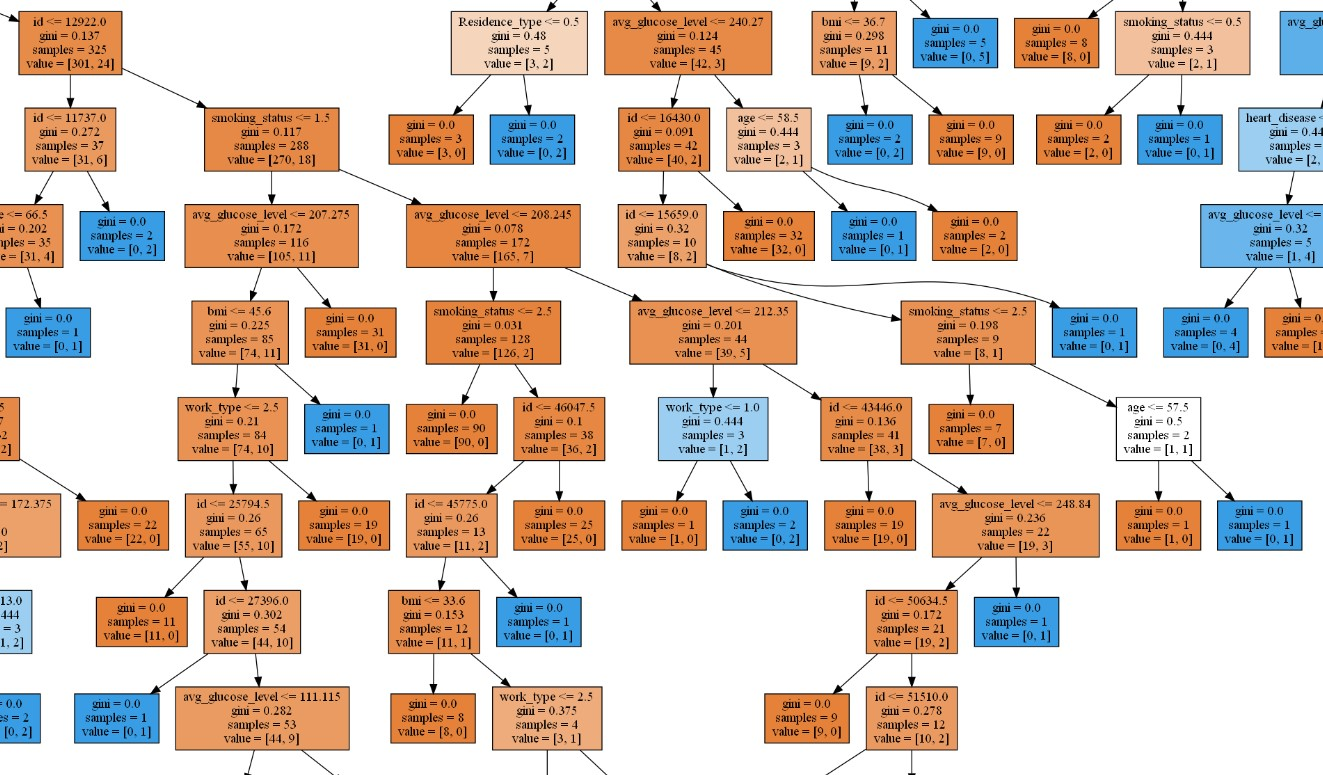 id <= 12922.0
gini = 0.137
samples = 325
value = [301, 24]
Residence_type <= 0.5
gini = 0.48
samples = 5
value = [3, 2]
avg_glucose_level <= 240.27
gini = 0.124
samples = 45
value = [42, 3]
bmi <= 36.7
gini = 0.298
samples = 11
value = [9, 2]
gini = 0.0
samples = 5
value = [0, 5]
gini = 0.0
samples = 8
value = [8, 0]
smoking_status <= 0.5
gini = 0.444
samples = 3
value = [2, 1]
id <= 11737.0
gini = 0.272
samples = 37
value = [31, 6]
smoking_status <= 1.5
gini = 0.117
samples = 288
value = [270, 18]
gini = 0.0
samples = 3
value = [3, 0]
gini = 0.0
samples = 2
value = [0, 2]
id <= 16430.0
gini = 0.091
samples = 42
value = [40, 2]
age <= 58.5
gini = 0.444
samples = 3
value = [2, 1]
gini = 0.0
samples = 2
value = [0, 2]
gini = 0.0
samples = 9
value = [9, 0]
gini = 0.0
samples = 2
value = [2, 0]
gini = 0.0
samples = 1
value = [0, 1]
heart_disease <
gini = 0.44
samples =
value = [2,
<= 66.5
= 0.202
= 35
= [31, 4]
gini = 0.0
samples = 2
value = [0, 2]
avg_glucose_level <= 207.275
gini = 0.172
samples = 116
value = [105, 11]
avg_glucose_level <= 208.245
gini = 0.078
samples = 172
value = [165, 7]
id <= 15659.0
gini = 0.32
samples = 10
value = [8, 2]
gini = 0.0
samples = 32
value = [32, 0]
gini = 0.0
samples = 1
value = [0, 1]
gini = 0.0
samples = 2
value = [2, 0]
avg_glucose_level <=
gini = 0.32
samples = 5
value = [1, 4]
gini = 0.0
samples = 1
value = [0, 1]
bmi <= 45.6
gini = 0.225
samples = 85
value = [74, 11]
gini = 0.0
samples = 31
value = [31, 0]
smoking_status <= 2.5
gini = 0.031
samples = 128
value = [126, 2]
avg_glucose_level <= 212.35
gini = 0.201
samples = 44
value = [39, 5]
smoking_status <= 2.5
gini = 0.198
samples = 9
value = [8, 1]
gini = 0.0
samples = 1
value = [0, 1]
gini = 0.0
samples = 4
value = [0, 4]
gini = 0.
samples =
value = [1
2]
work_type <= 2.5
gini = 0.21
samples = 84
value = [74, 10]
gini = 0.0
samples = 1
value = [0, 1]
gini = 0.0
samples = 90
value = [90, 0]
id <= 46047.5
gini = 0.1
samples = 38
value = [36, 2]
work_type <= 1.0
gini = 0.444
samples = 3
value = [1, 2]
id <= 43446.0
gini = 0.136
samples = 41
value = [38, 3]
gini = 0.0
samples = 7
value = [7, 0]
age <= 57.5
gini = 0.5
samples = 2
value = [1, 1]
= 172.375
0
2]
gini = 0.0
samples = 22
value = [22, 0]
id <= 25794.5
gini = 0.26
samples = 65
value = [55, 10]
gini = 0.0
samples = 19
value = [19, 0]
id <= 45775.0
gini = 0.26
samples = 13
value = [11, 2]
gini = 0.0
samples = 25
value = [25, 0]
gini = 0.0
samples = 1
value = [1, 0]
gini = 0.0
samples = 2
value = [0, 2]
gini = 0.0
samples = 19
value = [19, 0]
avg_glucose_level <= 248.84
gini = 0.236
samples = 22
value = [19, 3]
gini = 0.0
samples = 1
value = [1, 0]
gini = 0.0
samples = 1
value = [0, 1]
13.0
444
= 3
1, 2]
gini = 0.0
samples = 11
value = [11, 0]
id <= 27396.0
gini = 0.302
samples = 54
value = [44, 10]
bmi <= 33.6
gini = 0.153
samples = 12
value = [11, 1]
gini = 0.0
samples = 1
value = [0, 1]
id <= 50634.5
gini = 0.172
samples = 21
value = [19, 2]
gini = 0.0
samples = 1
value = [0, 1]
= 0.0
= 2
[0, 2]
gini = 0.0
samples = 1
value = [0, 1]
avg_glucose_level <= 111.115
gini = 0.282
samples = 53
value = [44, 9]
gini = 0.0
samples = 8
value = [8, 0]
work_type <= 2.5
gini = 0.375
samples = 4
value = [3, 1]
gini = 0.0
samples = 9
value = [9, 0]
id <= 51510.0
gini = 0.278
samples = 12
value = [10, 2]